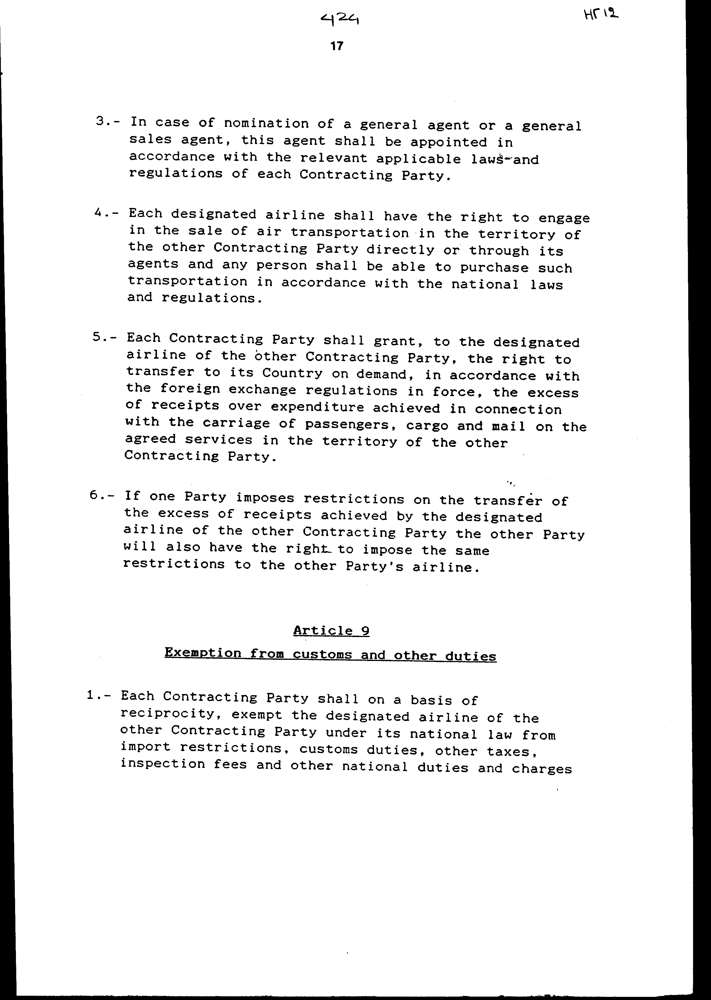 424
17
3.- In case of nomination of a general agent or a general
sales agent, this agent shall be appointed in
accordance with the relevant applicable laws and
regulations of each Contracting Party.
4.- Each designated airline shall have the right to engage
in the sale of air transportation in the territory of
the other Contracting Party directly or through its
agents and any person shall be able to purchase such
transportation in accordance with the national laws
and regulations.
5.- Each Contracting Party shall grant, to the designated
airline of the other Contracting Party, the right to
transfer to its Country on demand, in accordance with
the foreign exchange regulations in force, the excess
of receipts over expenditure achieved in connection
with the carriage of passengers, cargo and mail on the
agreed services in the territory of the other
Contracting Party.
6.- If one Party imposes restrictions on the transfer of
the excess of receipts achieved by the designated
airline of the other Contracting Party the other Party
will also have the right to impose the same
restrictions to the other Party's airline.
Article 9
Exemption from customs and other duties
1.- Each Contracting Party shall on a basis of
reciprocity, exempt the designated airline of the
other Contracting Party under its national law from
import restrictions, customs duties, other taxes,
inspection fees and other national duties and charges